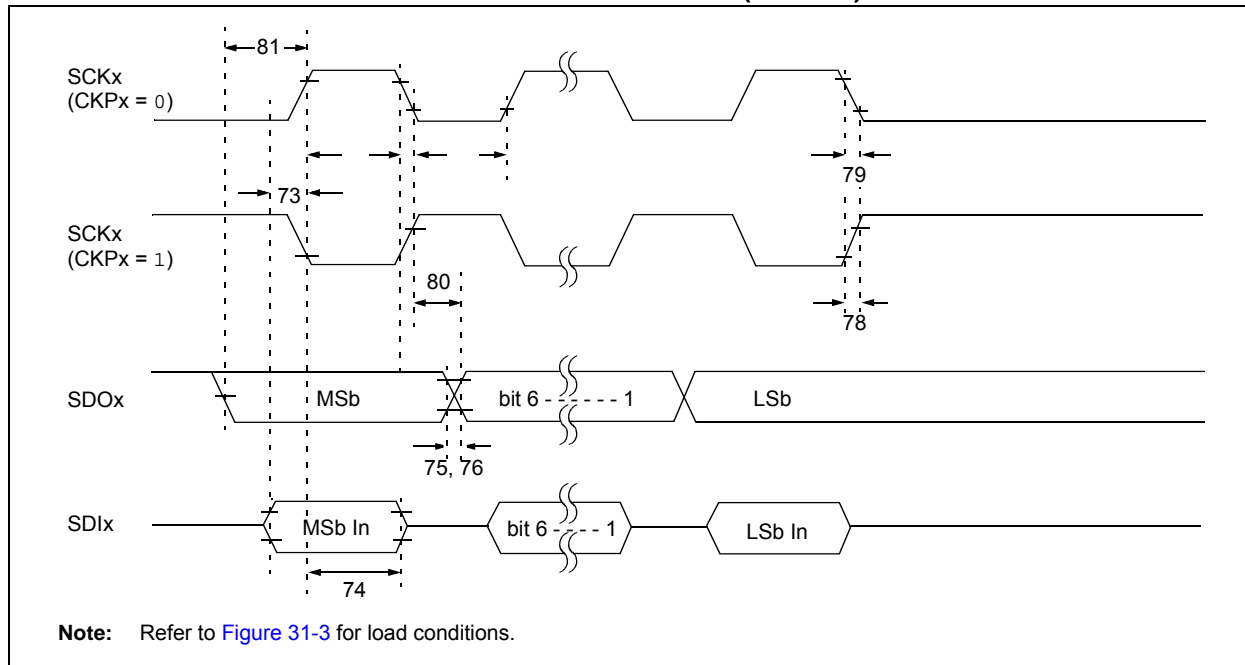 81
SCKx
(CKPx = 0)
73
79
SCKx
(CKPx = 1)
80
78
SDOx
MSb
bit 6 - - - - - - 1
LSb
75, 76
SDIx
MSb In
bit 6 - - - - 1
LSb In
74
Note: Refer to Figure 31-3 for load conditions.